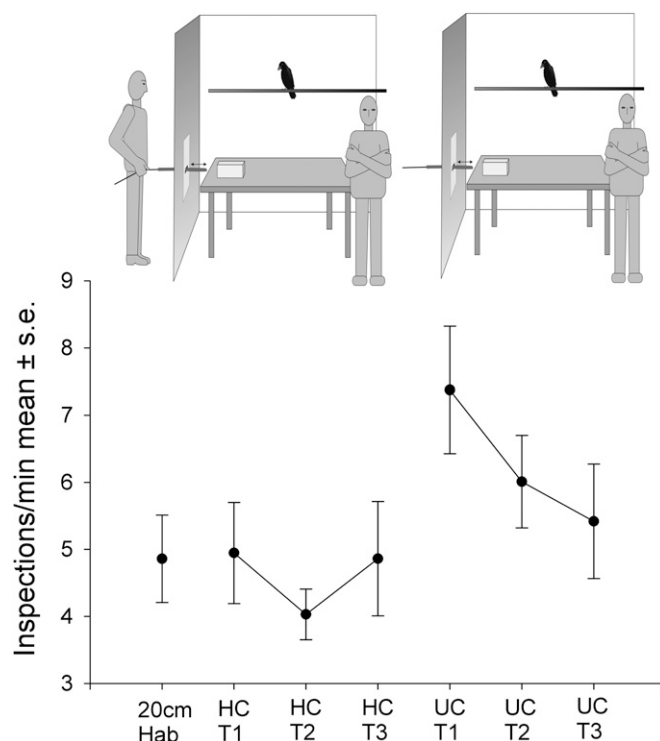 Inspections/min mean ± s.e.
9
8
7
6
5
4
3
20cm Hab
HC T1
HC T2
HC T3
UC T1
UC T2
UC T3